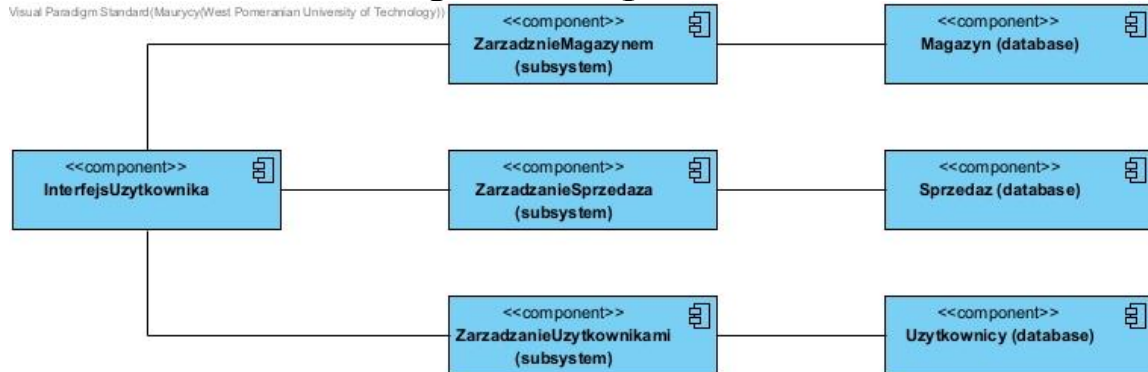 Visual Paradigm Standard(Maurycy(West Pomeranian University of Technology))
<<component>>
ZarzadznieMagazynem
(subsystem)
<<component>>
Magazyn (database)
<<component>>
InterfejsUzytkownika
<<component>>
ZarzadzanieSprzedaza
(subsystem)
<<component>>
Sprzedaz (database)
<<component>>
ZarzadzanieUzytkownikami
(subsystem)
<<component>>
Uzytkownicy (database)